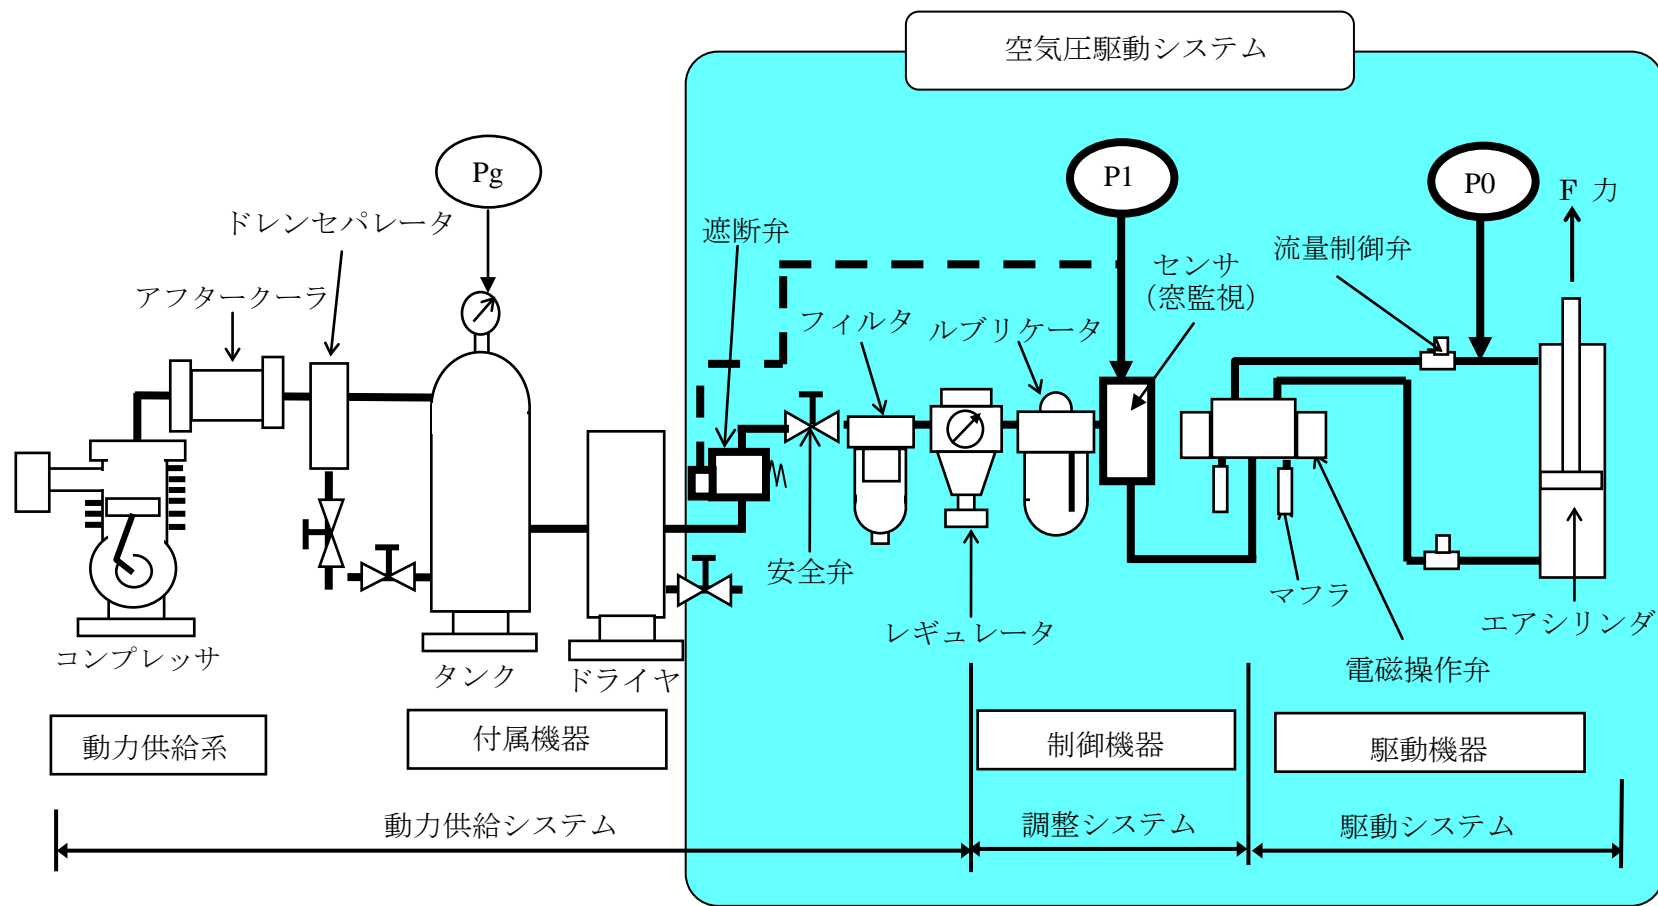 空気圧駆動システム
Pg
P1
P0
F 力
ドレンセパレータ
遮断弁
流量制御弁
センサ
（窓監視）
アフタークーラ
フィルタ
ルブリケータ
安全弁
マフラ
レギュレータ
エアシリンダ
コンプレッサ
タンク
ドライヤ
電磁操作弁
動力供給系
付属機器
制御機器
駆動機器
動力供給システム
調整システム
駆動システム